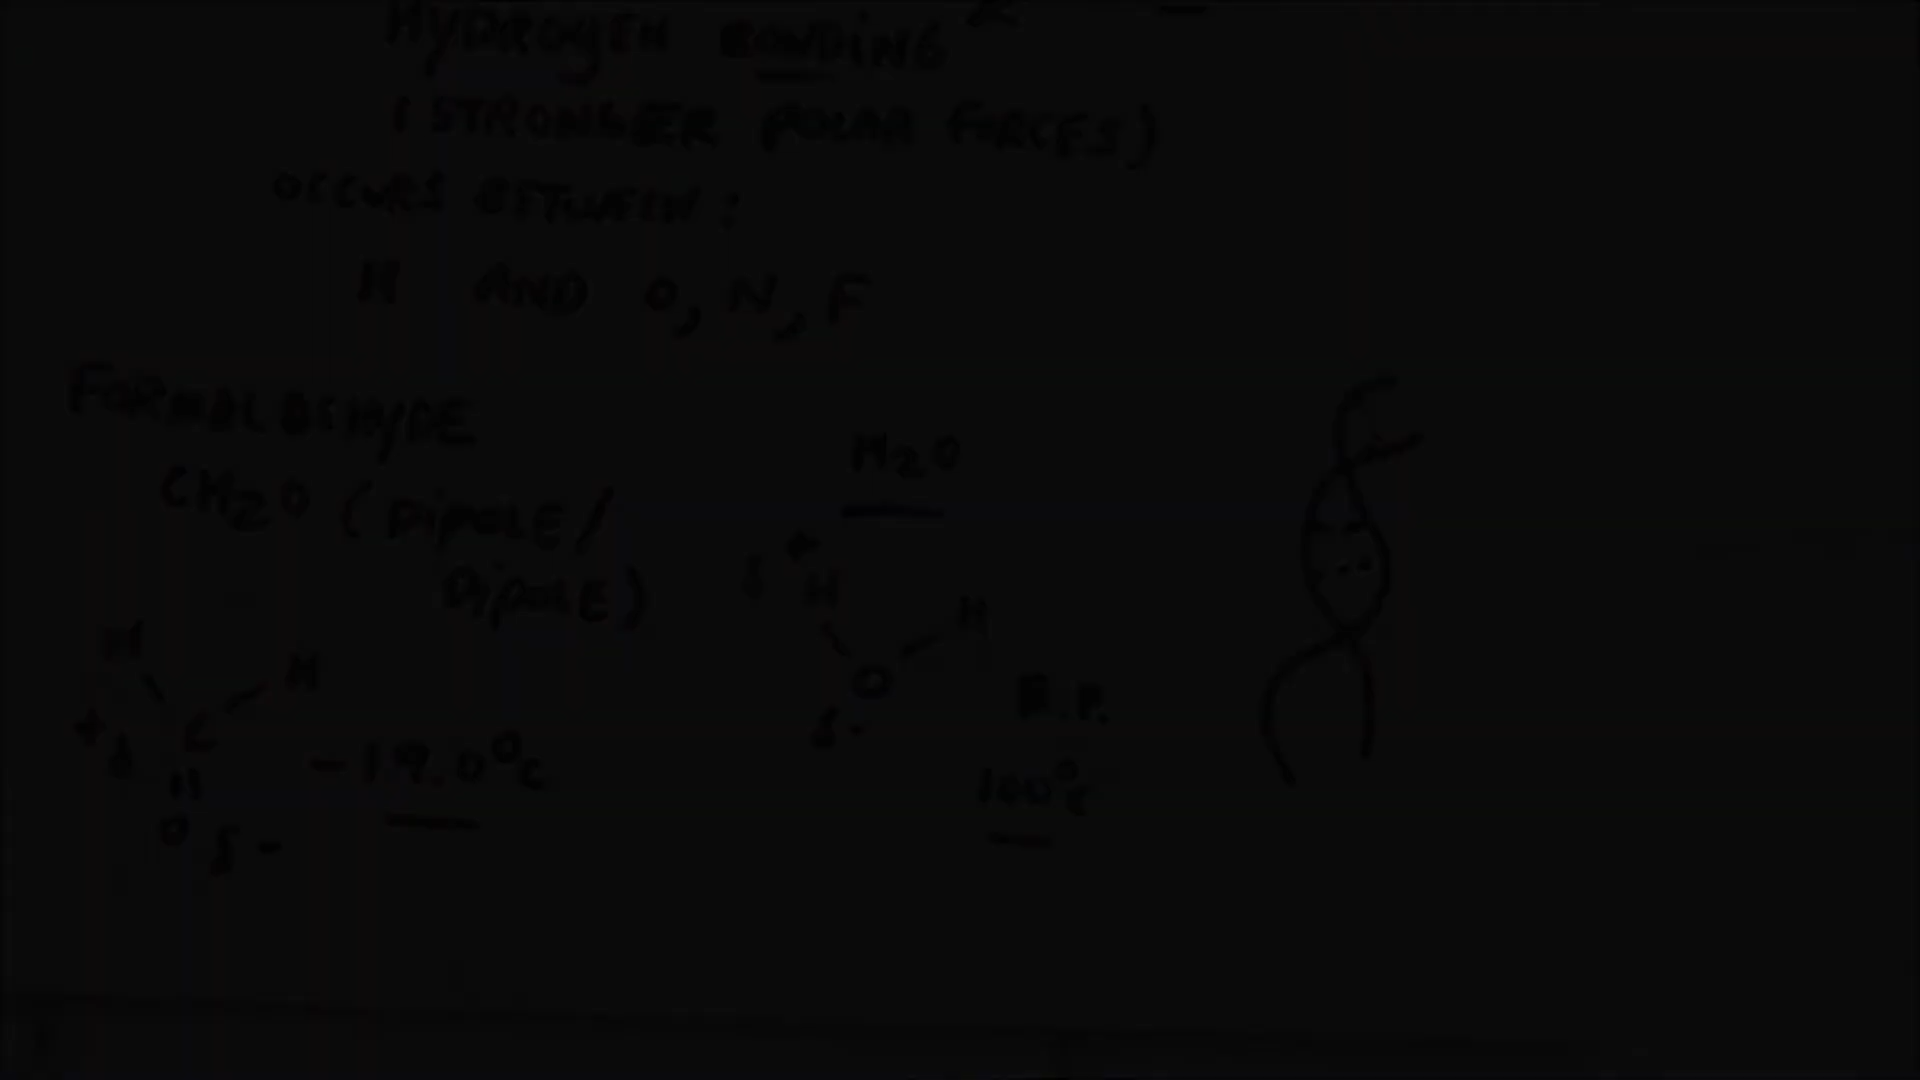 HYDROGEN BONDING
(STRONGER POLAR FORCES)
OCCURS BETWEEN:
H AND O, N, F
FORMALDEHYDE
CH2O (DIPOLE/
DIPOLE)
H H
+δ C
O δ-
-19.0°C
H2O
δ+
H H
O
δ-
B.P.
100°C